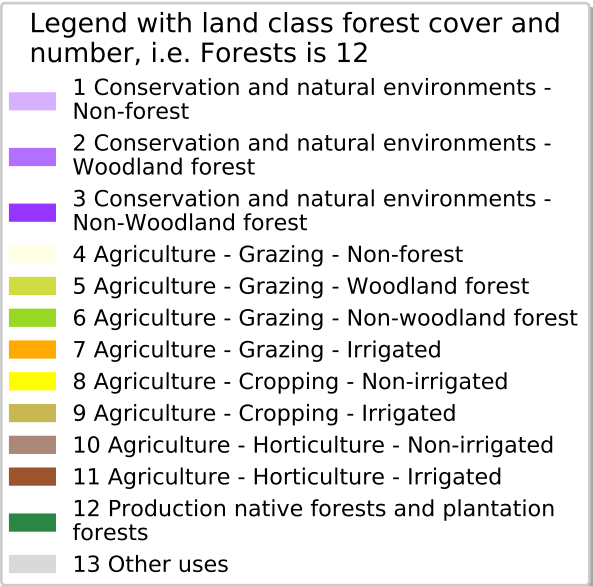 Legend with land class forest cover and
number, i.e. Forests is 12
1 Conservation and natural environments -
Non-forest
2 Conservation and natural environments -
Woodland forest
3 Conservation and natural environments -
Non-Woodland forest
4 Agriculture - Grazing - Non-forest
5 Agriculture - Grazing - Woodland forest
6 Agriculture - Grazing - Non-woodland forest
7 Agriculture - Grazing - Irrigated
8 Agriculture - Cropping - Non-irrigated
9 Agriculture - Cropping - Irrigated
10 Agriculture - Horticulture - Non-irrigated
11 Agriculture - Horticulture - Irrigated
12 Production native forests and plantation
forests
13 Other uses